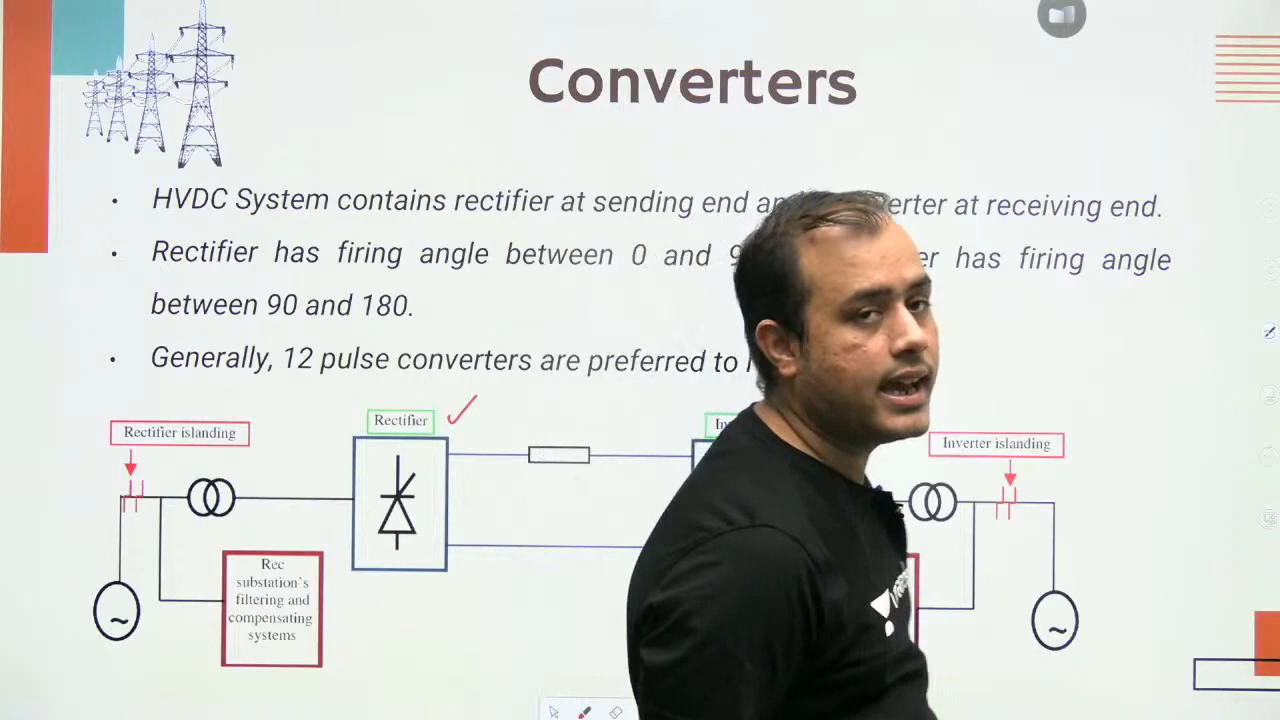 Converters
HVDC System contains rectifier at sending end erter at receiving end.
Rectifier has firing angle between 0 and has firing angle
between 90 and 180.
Generally, 12 pulse converters are preferred to
Rectifier islanding
Rectifier
Inverter islanding
Rec
substation's
filtering and
compensating
systems
~
~